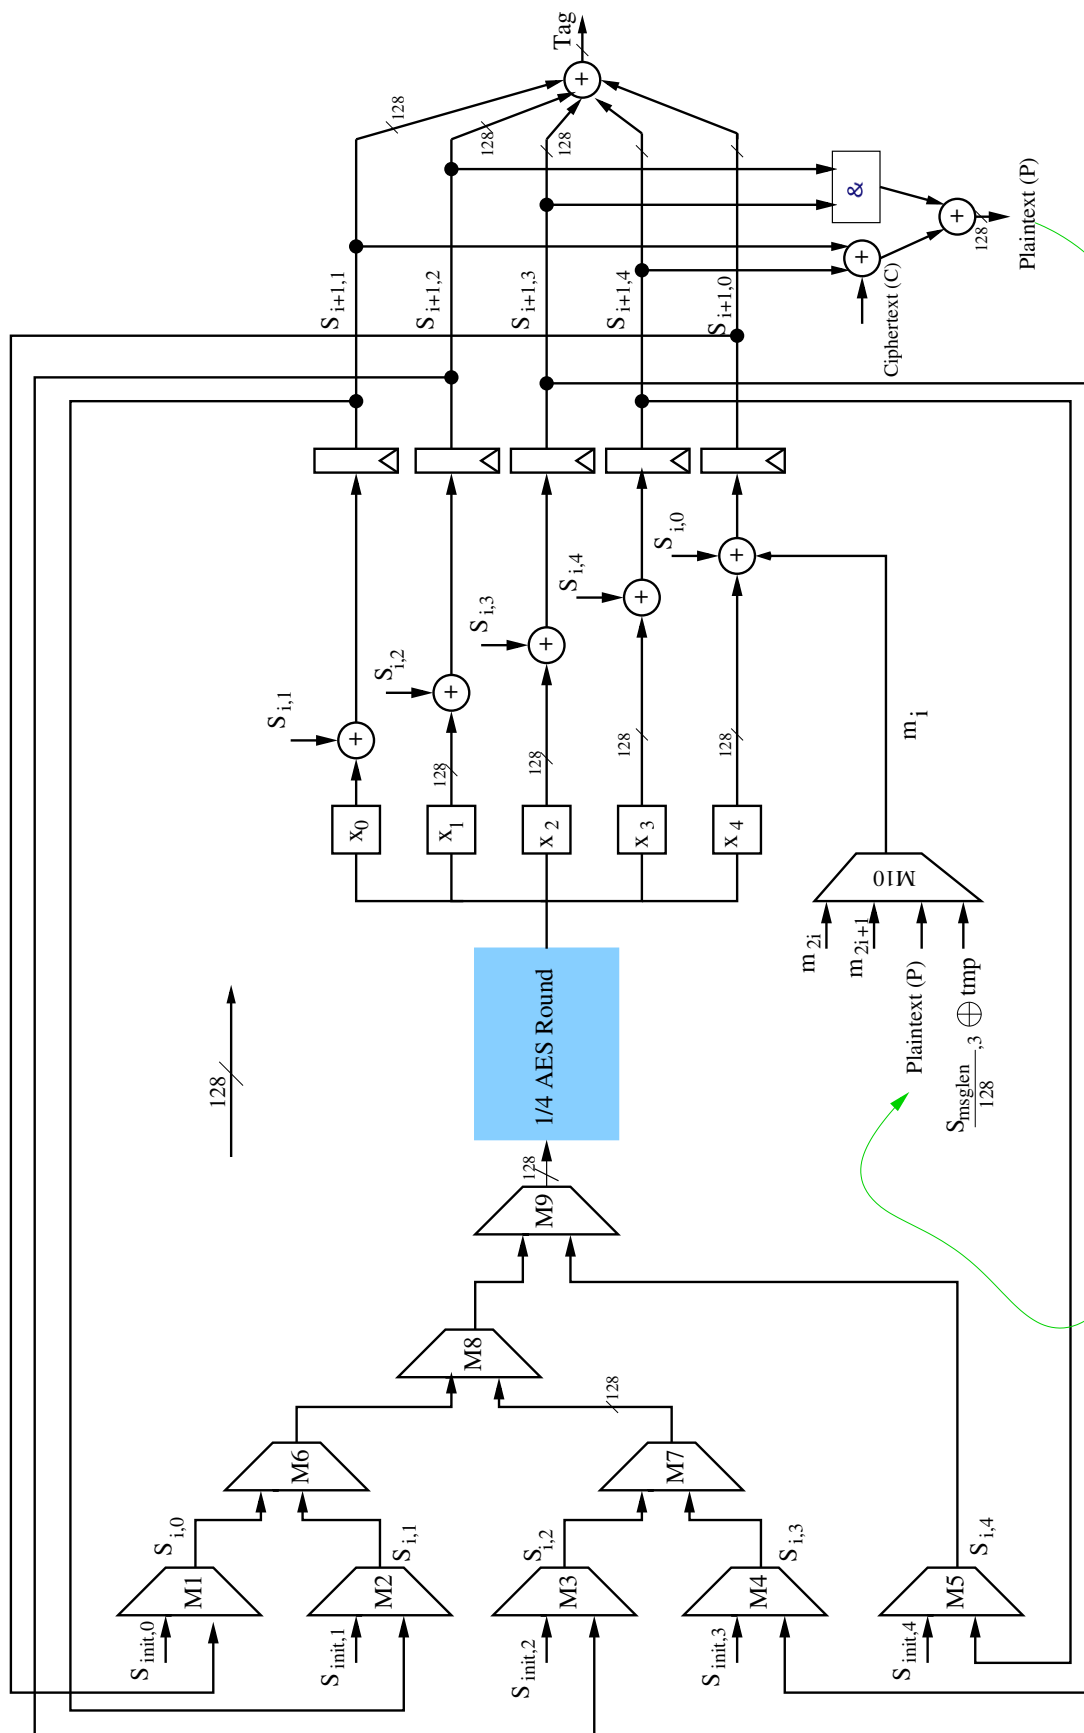 Tag
128
128
128
S i+1,1
S i+1,2
S i+1,3
S i+1,4
S i+1,0
&
+
+
+
128
Plaintext (P)
Ciphertext (C)
S i,1
S i,2
S i,3
S i,4
S i,0
+
+
+
+
+
128
128
128
128
x0
x1
x 2
x 3
x 4
m i
M10
m 2i
m 2i+1
Plaintext (P)
S msglen/128 ,3 ⊕ tmp
128
1/4 AES Round
128
M9
M8
128
M6
M7
S i,0
S i,1
S i,2
S i,3
S i,4
M1
M2
M3
M4
M5
S init,0
S init,1
S init,2
S init,3
S init,4